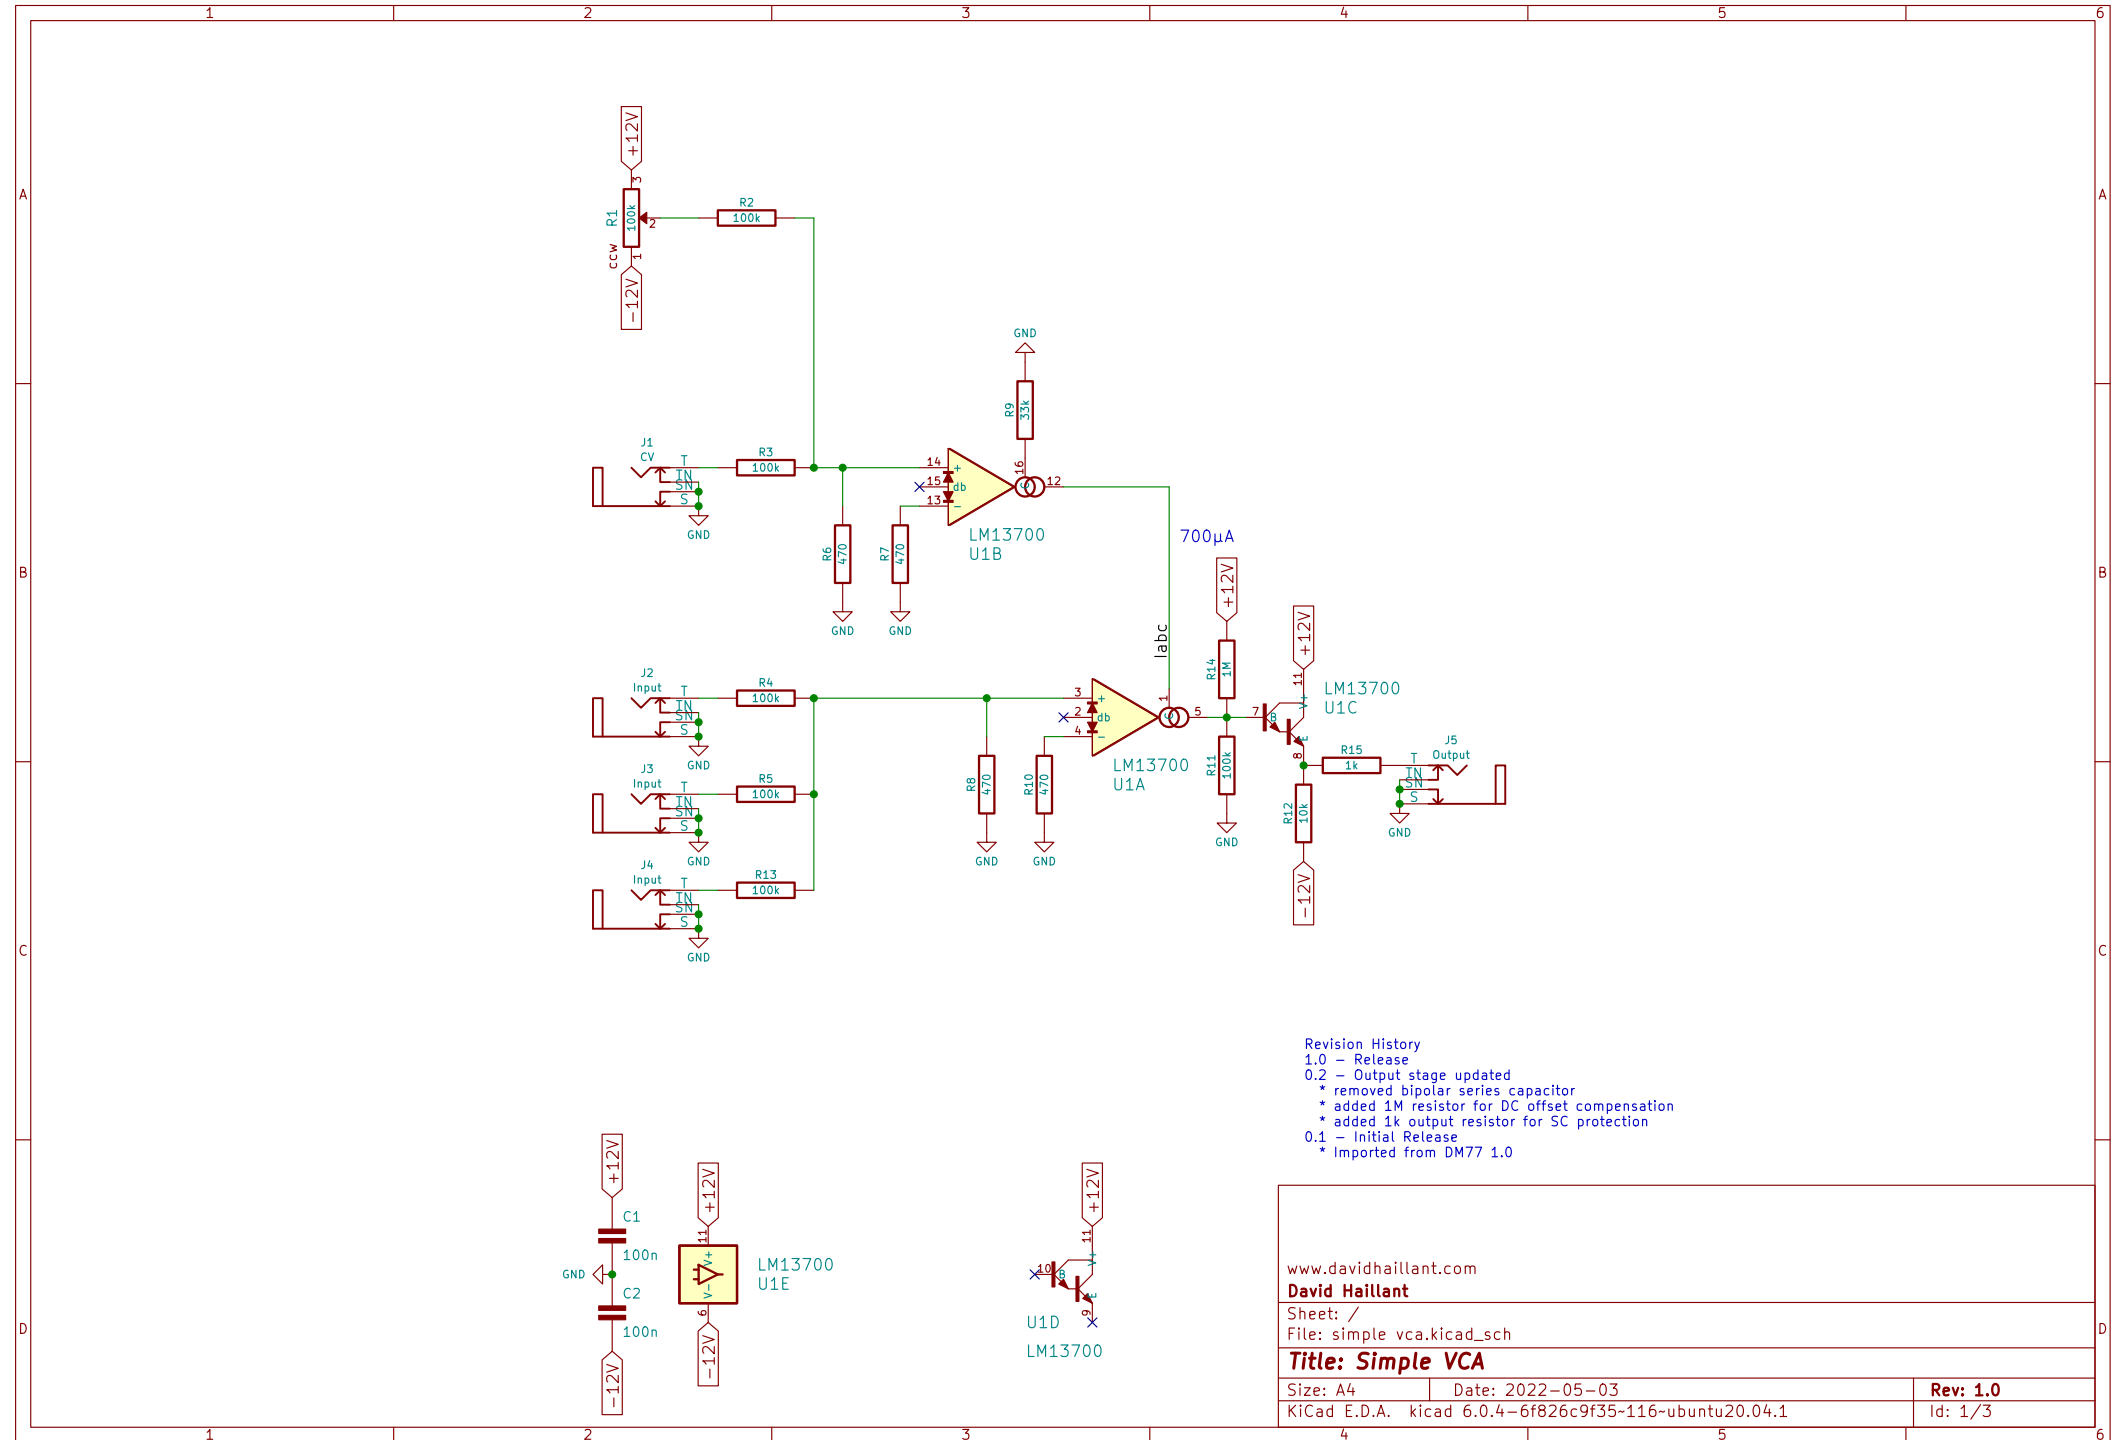 1 2 3 4 5 6
A A
B B
C C
D D
+12V
3
R1
100k
2
CCW
1
-12V
R2
100k
J1
CV
T
IN
SN
S
GND
R3
100k
R6
470
GND
R7
470
GND
14
+
15
db
13
-
GND
R9
33k
16
C
12
LM13700
U1B
700µA
Iabc
J2
Input
T
IN
SN
S
GND
R4
100k
J3
Input
T
IN
SN
S
GND
R5
100k
J4
Input
T
IN
SN
S
GND
R13
100k
R8
470
GND
R10
470
GND
3
+
2
db
4
-
1
C
5
LM13700
U1A
+12V
R14
1M
R11
100k
GND
+12V
11
V+
7
B
E
8
LM13700
U1C
R12
10k
-12V
R15
1k
J5
Output
T
IN
SN
S
GND
Revision History
1.0 - Release
0.2 - Output stage updated
* removed bipolar series capacitor
* added 1M resistor for DC offset compensation
* added 1k output resistor for SC protection
0.1 - Initial Release
* Imported from DM77 1.0
+12V
C1
100n
GND
C2
100n
-12V
+12V
11
V+
V-
6
-12V
LM13700
U1E
+12V
11
V+
10
B
E
9
U1D
LM13700
www.davidhaillant.com
David Haillant
Sheet: /
File: simple vca.kicad_sch
Title: Simple VCA
Size: A4 Date: 2022-05-03 Rev: 1.0
KiCad E.D.A. kicad 6.0.4-6f826c9f35~116~ubuntu20.04.1 Id: 1/3
1 2 3 4 5 6